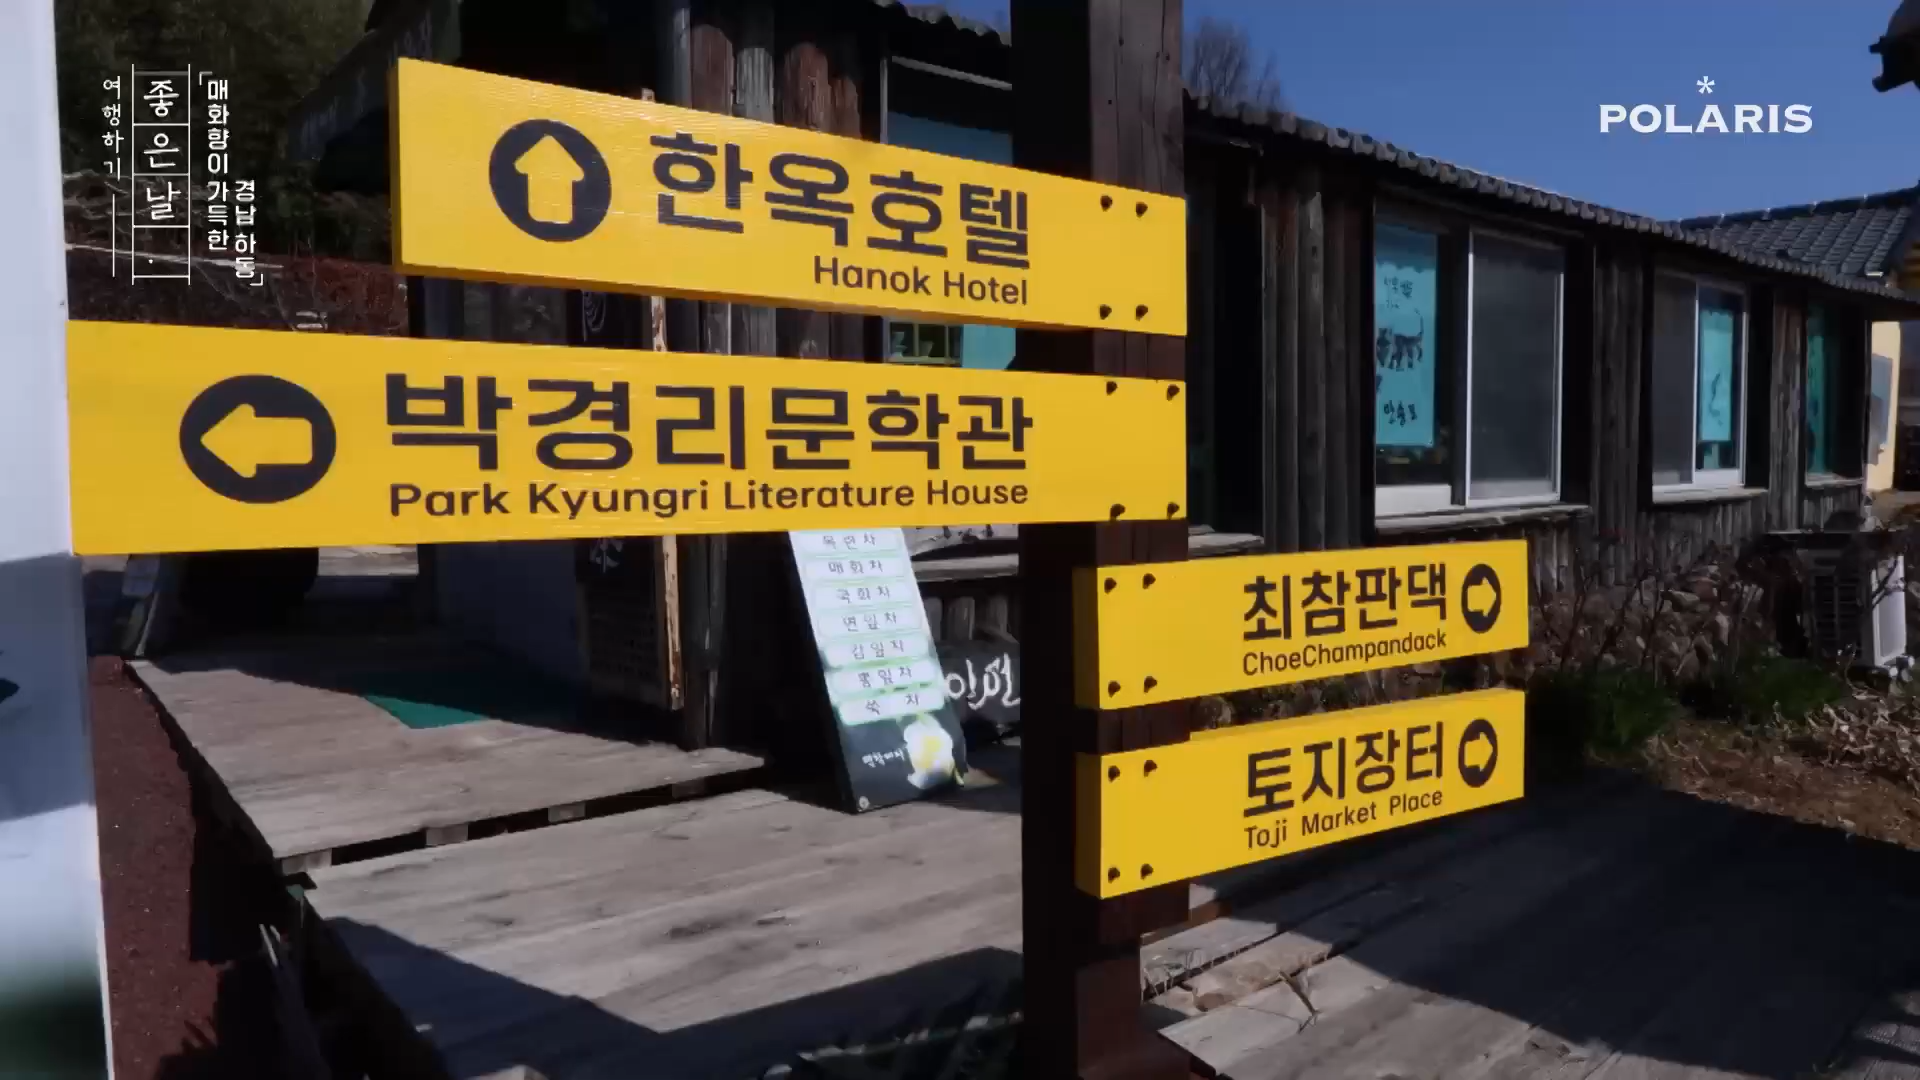 여행하기
좋은날.
「매화향이 가득한
경남 하동」
*
POLARIS
한옥호텔
Hanok Hotel
박경리문학관
Park Kyungri Literature House
최참판댁
ChoeChampandack
토지장터
Toji Market Place
목련차
매화차
국화차
연잎차
감잎차
뽕잎차
쑥 차